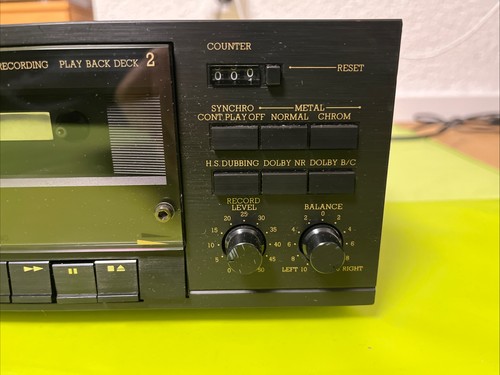 COUNTER
RECORDING PLAY BACK DECK 2
000
RESET
SYNCHRO METAL
CONT.PLAY OFF NORMAL CHROM
H.S.DUBBING DOLBY NR DOLBY B/C
RECORD
LEVEL
BALANCE
20 25 30
15 35
10 40
5 45
0 50
2 0 2
4 4
6 6
8 8
LEFT 10 RIGHT